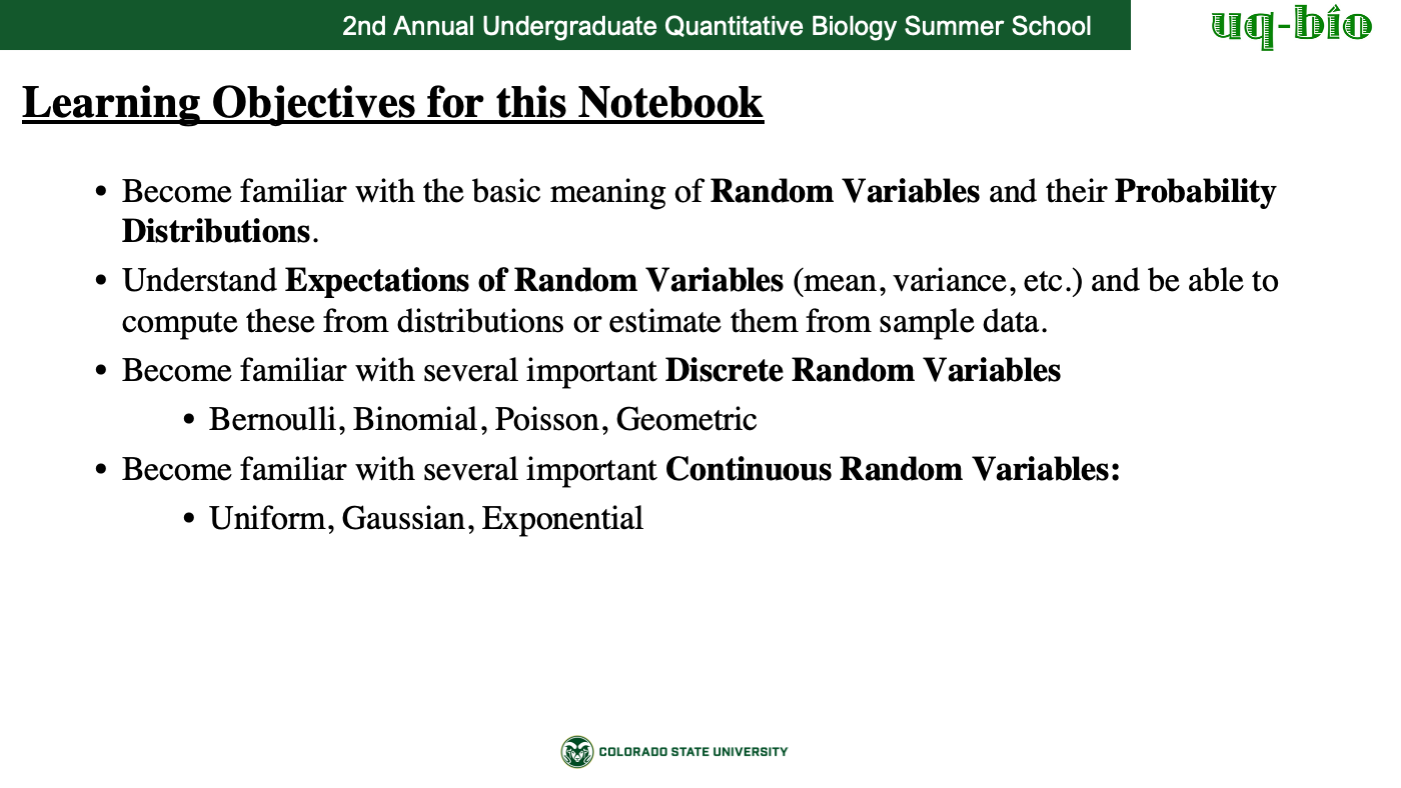 2nd Annual Undergraduate Quantitative Biology Summer School
uq-bio
Learning Objectives for this Notebook
• Become familiar with the basic meaning of Random Variables and their Probability
Distributions.
• Understand Expectations of Random Variables (mean, variance, etc.) and be able to
compute these from distributions or estimate them from sample data.
• Become familiar with several important Discrete Random Variables
• Bernoulli, Binomial, Poisson, Geometric
• Become familiar with several important Continuous Random Variables:
• Uniform, Gaussian, Exponential
COLORADO STATE UNIVERSITY